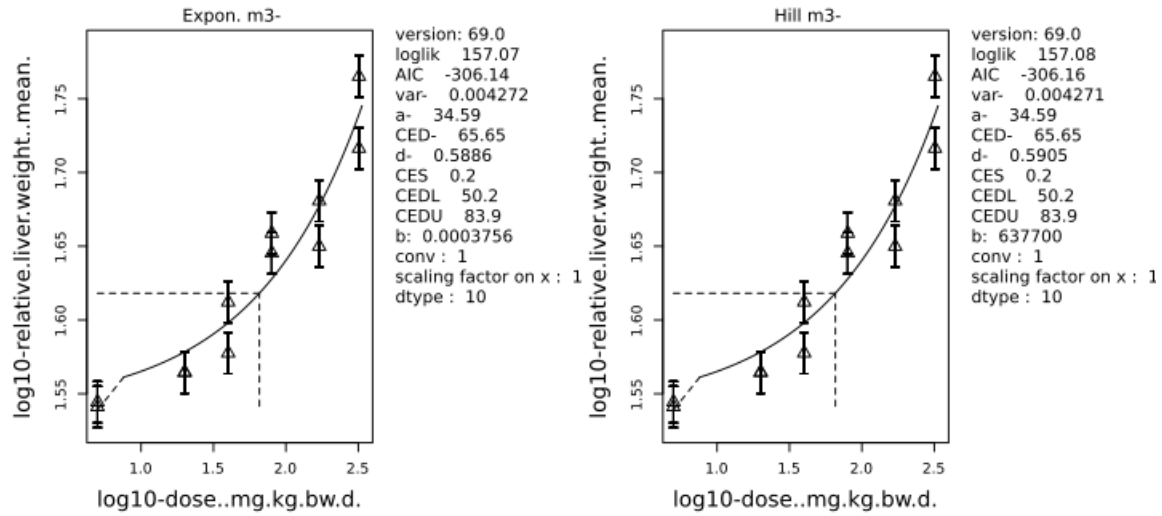 Expon. m3-
log10-relative.liver.weight..mean.
1.75
1.70
1.65
1.60
1.55
1.0 1.5 2.0 2.5
log10-dose..mg.kg.bw.d.
version: 69.0
loglik 157.07
AIC -306.14
var- 0.004272
a- 34.59
CED- 65.65
d- 0.5886
CES 0.2
CEDL 50.2
CEDU 83.9
b: 0.0003756
conv : 1
scaling factor on x : 1
dtype : 10
Hill m3-
log10-relative.liver.weight..mean.
1.75
1.70
1.65
1.60
1.55
1.0 1.5 2.0 2.5
log10-dose..mg.kg.bw.d.
version: 69.0
loglik 157.08
AIC -306.16
var- 0.004271
a- 34.59
CED- 65.65
d- 0.5905
CES 0.2
CEDL 50.2
CEDU 83.9
b: 637700
conv : 1
scaling factor on x : 1
dtype : 10